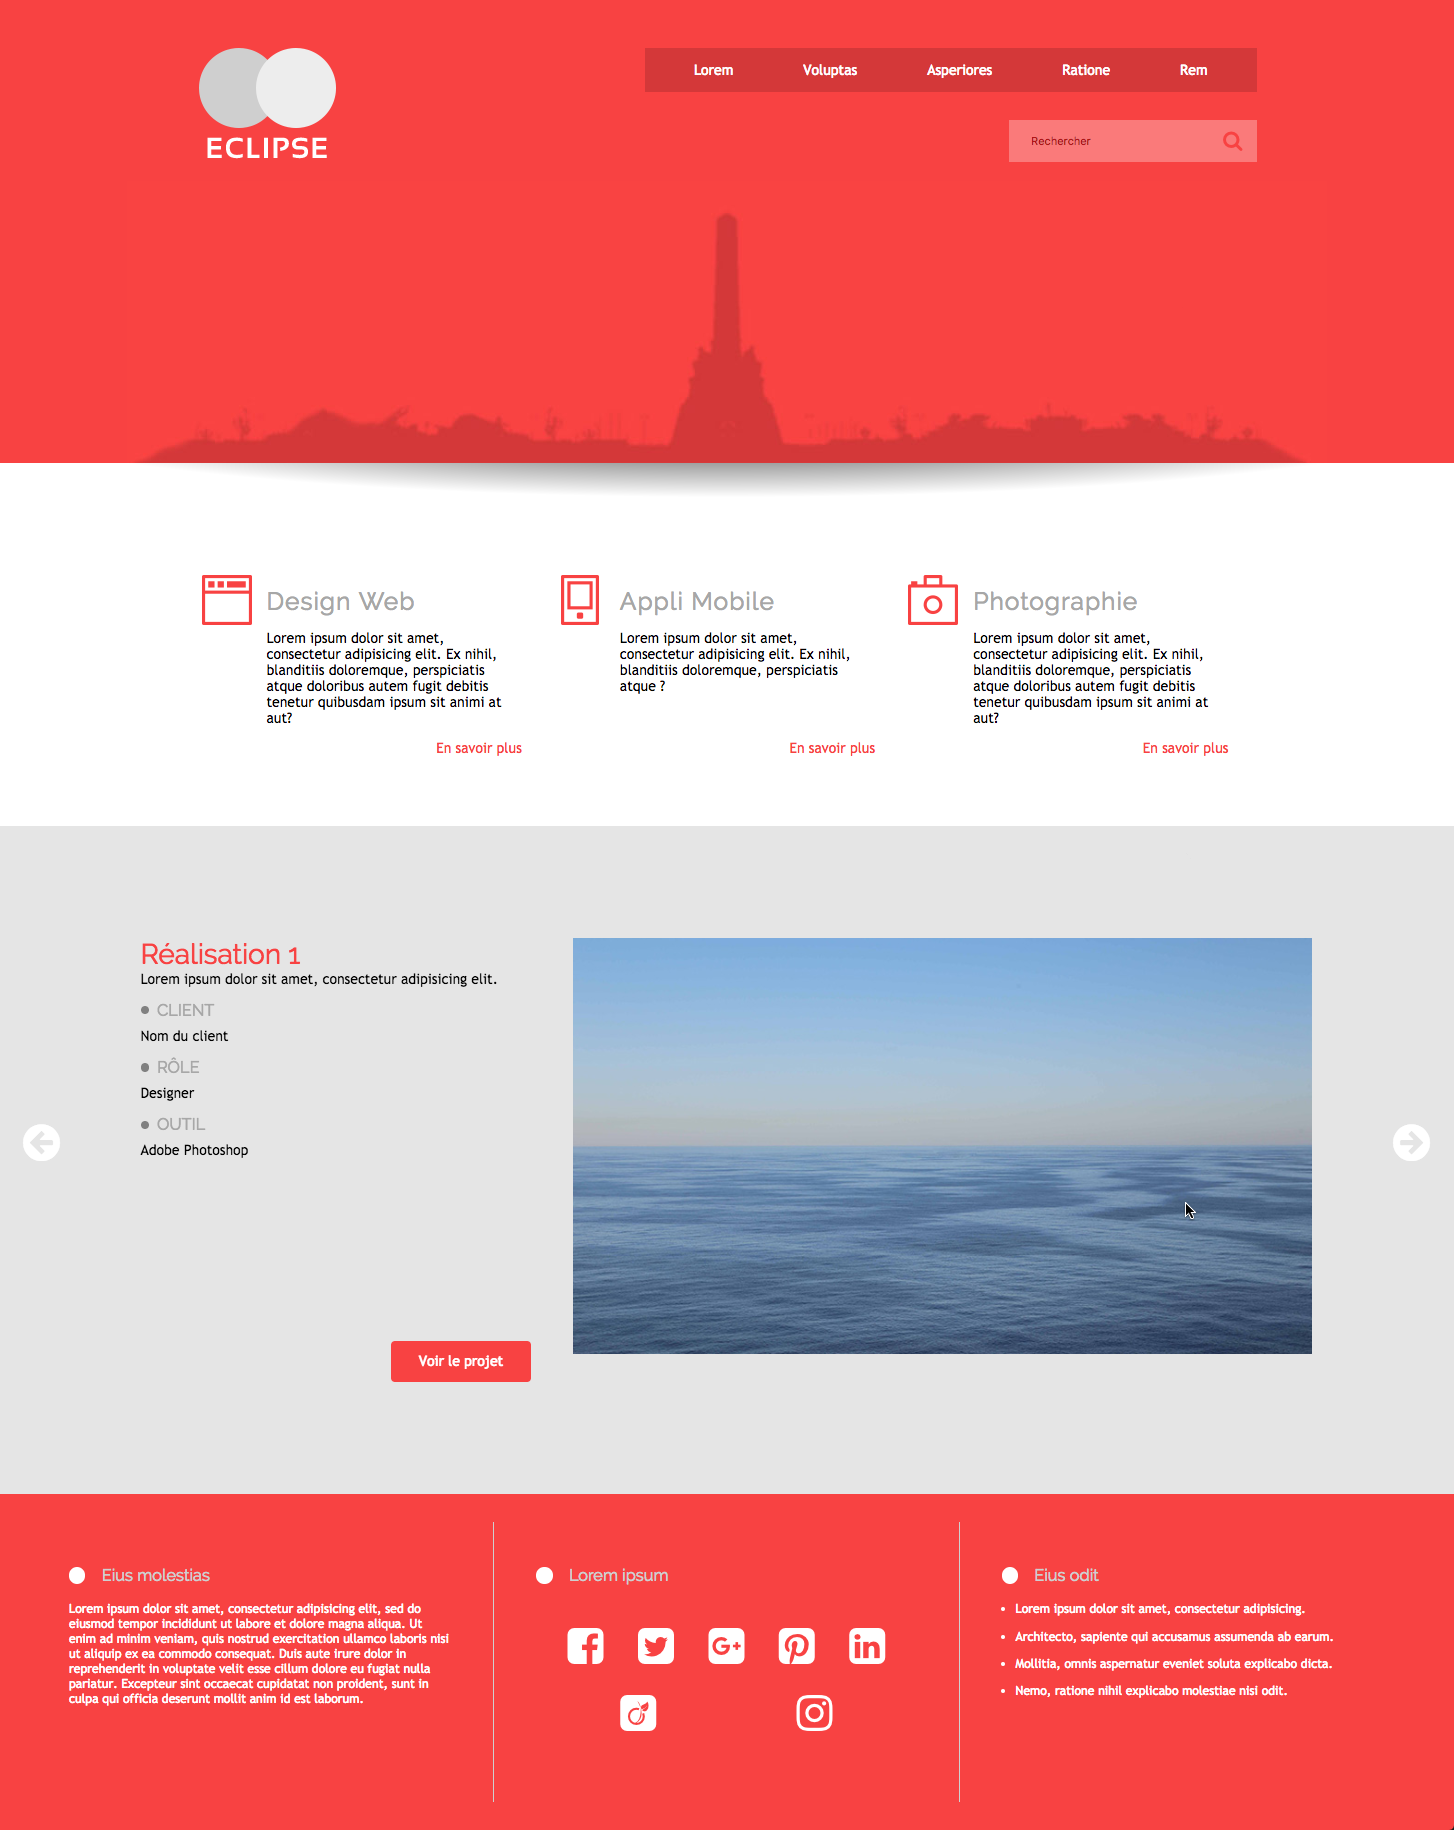 ECLIPSE
Lorem Voluptas Asperiores Ratione Rem
Rechercher
Design Web
Lorem ipsum dolor sit amet,
consectetur adipisicing elit. Ex nihil,
blanditiis doloremque, perspiciatis
atque doloribus autem fugit debitis
tenetur quibusdam ipsum sit animi at
aut?
En savoir plus
Appli Mobile
Lorem ipsum dolor sit amet,
consectetur adipisicing elit. Ex nihil,
blanditiis doloremque, perspiciatis
atque ?
En savoir plus
Photographie
Lorem ipsum dolor sit amet,
consectetur adipisicing elit. Ex nihil,
blanditiis doloremque, perspiciatis
atque doloribus autem fugit debitis
tenetur quibusdam ipsum sit animi at
aut?
En savoir plus
Réalisation 1
Lorem ipsum dolor sit amet, consectetur adipisicing elit.
CLIENT
Nom du client
RÔLE
Designer
OUTIL
Adobe Photoshop
Voir le projet
Eius molestias
Lorem ipsum dolor sit amet, consectetur adipisicing elit, sed do
eiusmod tempor incididunt ut labore et dolore magna aliqua. Ut
enim ad minim veniam, quis nostrud exercitation ullamco laboris nisi
ut aliquip ex ea commodo consequat. Duis aute irure dolor in
reprehenderit in voluptate velit esse cillum dolore eu fugiat nulla
pariatur. Excepteur sint occaecat cupidatat non proident, sunt in
culpa qui officia deserunt mollit anim id est laborum.
Lorem ipsum
Eius odit
• Lorem ipsum dolor sit amet, consectetur adipisicing.
• Architecto, sapiente qui accusamus assumenda ab earum.
• Mollitia, omnis aspernatur eveniet soluta explicabo dicta.
• Nemo, ratione nihil explicabo molestiae nisi odit.